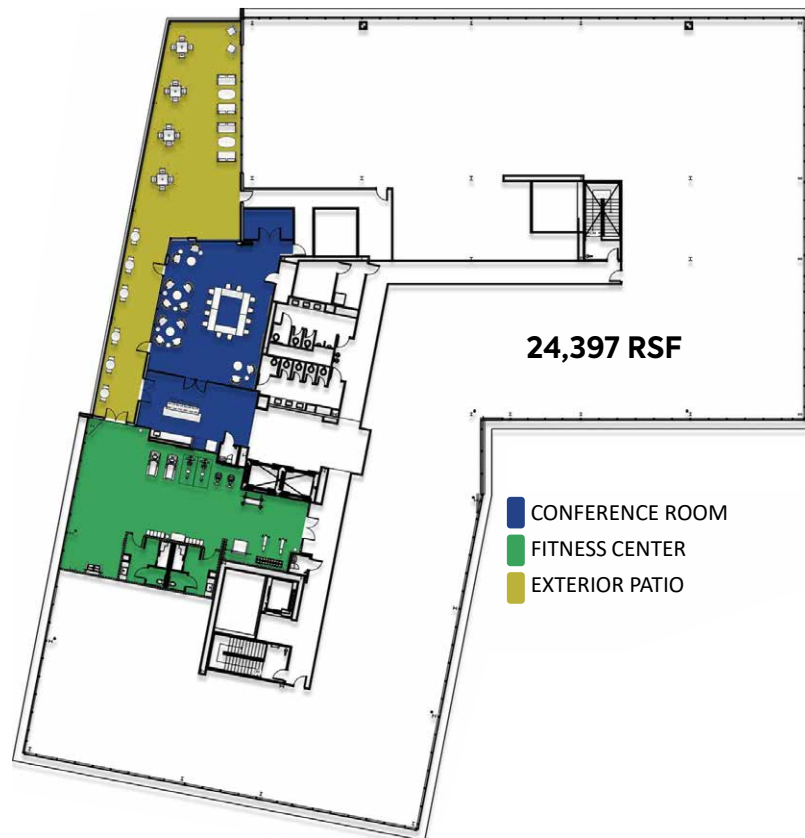 24,397 RSF
CONFERENCE ROOM
FITNESS CENTER
EXTERIOR PATIO